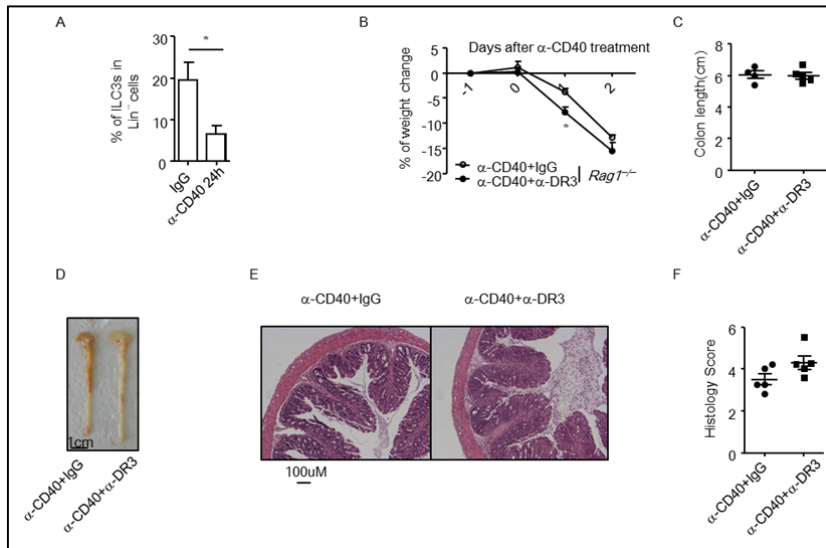 A
% of ILC3s in
Lin⁻ cells
30
20
10
0
*
IgG
α-CD40 24h
B
Days after α-CD40 treatment
% of weight change
5
0
-5
-10
-15
-20
-1
0
1
2
*
α-CD40+IgG
α-CD40+α-DR3
Rag1⁻/⁻
C
Colon length(cm)
8
6
4
2
0
α-CD40+IgG
α-CD40+α-DR3
D
1cm
α-CD40+IgG
α-CD40+α-DR3
E
α-CD40+IgG
α-CD40+α-DR3
100uM
F
Histology Score
6
4
2
0
α-CD40+IgG
α-CD40+α-DR3